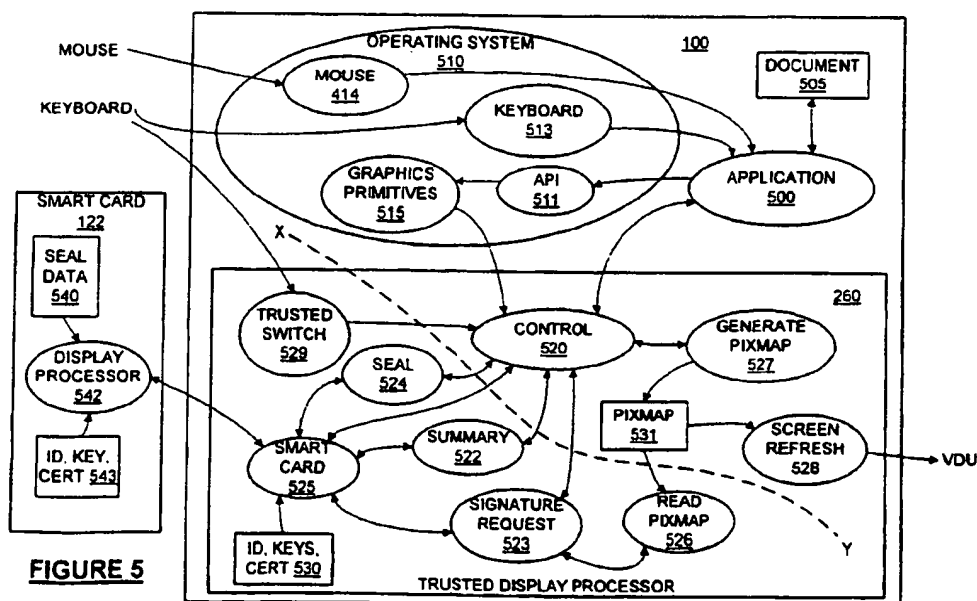 MOUSE
KEYBOARD
OPERATING SYSTEM
510
100
MOUSE
414
DOCUMENT
505
KEYBOARD
513
GRAPHICS
PRIMITIVES
515
API
511
APPLICATION
500
SMART CARD
122
SEAL
DATA
540
DISPLAY
PROCESSOR
542
ID, KEY,
CERT 543
X
260
TRUSTED
SWITCH
529
CONTROL
520
GENERATE
PIXMAP
527
SEAL
524
SUMMARY
522
PIXMAP
531
SCREEN
REFRESH
528
VDU
SMART
CARD
525
SIGNATURE
REQUEST
523
READ
PIXMAP
526
Y
ID, KEYS,
CERT 530
TRUSTED DISPLAY PROCESSOR
FIGURE 5